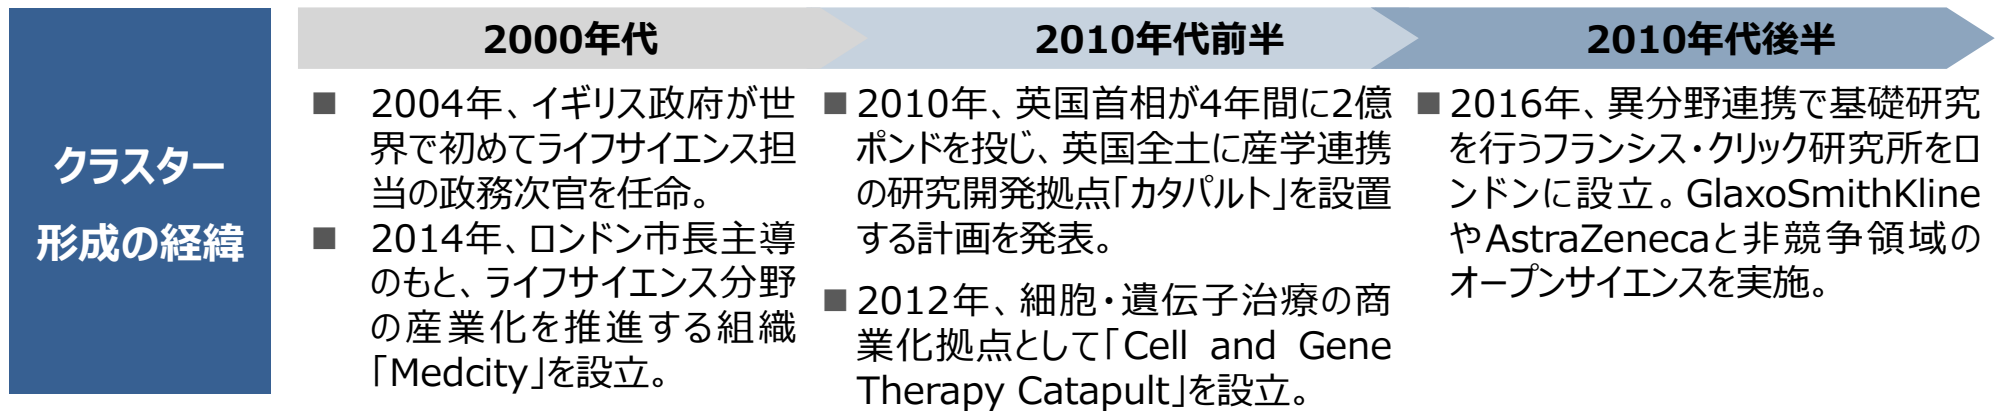 クラスター
形成の経緯
2000年代
■ 2004年、イギリス政府が世
界で初めてライフサイエンス担
当の政務次官を任命。
■ 2014年、ロンドン市長主導
のもと、ライフサイエンス分野
の産業化を推進する組織
「Medcity」を設立。
2010年代前半
■ 2010年、英国首相が4年間に2億
ポンドを投じ、英国全土に産学連携
の研究開発拠点「カタパルト」を設置
する計画を発表。
■ 2012年、細胞・遺伝子治療の商
業化拠点として「Cell and Gene
Therapy Catapult」を設立。
2010年代後半
■ 2016年、異分野連携で基礎研究
を行うフランシス・クリック研究所をロ
ンドンに設立。GlaxoSmithKline
やAstraZenecaと非競争領域の
オープンサイエンスを実施。